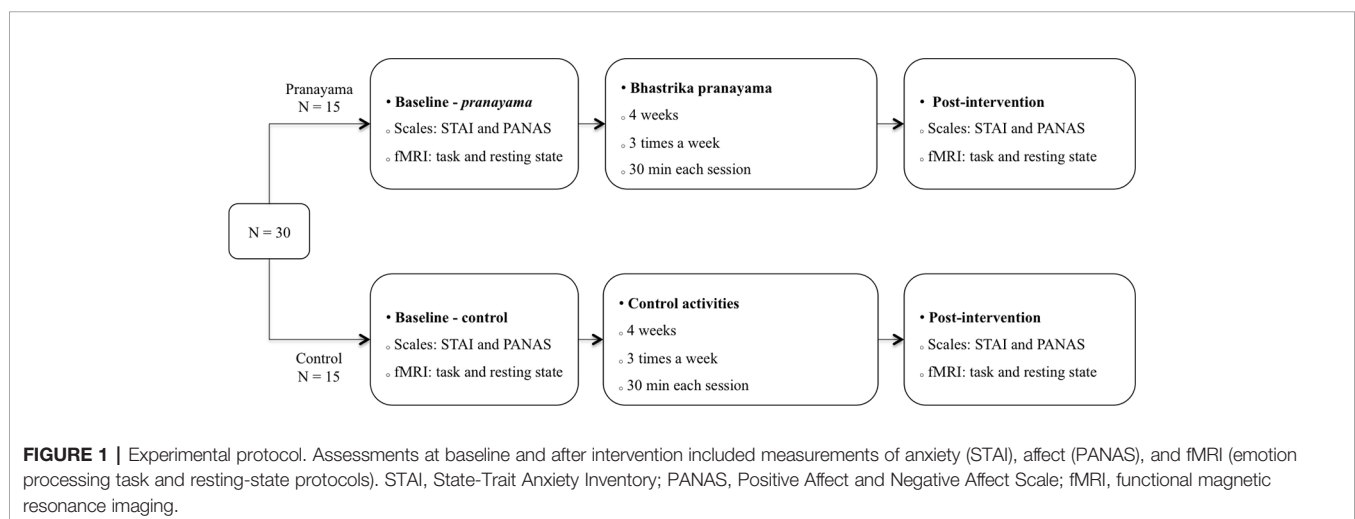 Pranayama
N = 15
• Baseline - pranayama
◦ Scales: STAI and PANAS
◦ fMRI: task and resting state
• Bhastrika pranayama
◦ 4 weeks
◦ 3 times a week
◦ 30 min each session
• Post-intervention
◦ Scales: STAI and PANAS
◦ fMRI: task and resting state
N = 30
Control
N = 15
• Baseline - control
◦ Scales: STAI and PANAS
◦ fMRI: task and resting state
• Control activities
◦ 4 weeks
◦ 3 times a week
◦ 30 min each session
• Post-intervention
◦ Scales: STAI and PANAS
◦ fMRI: task and resting state
FIGURE 1 | Experimental protocol. Assessments at baseline and after intervention included measurements of anxiety (STAI), affect (PANAS), and fMRI (emotion
processing task and resting-state protocols). STAI, State-Trait Anxiety Inventory; PANAS, Positive Affect and Negative Affect Scale; fMRI, functional magnetic
resonance imaging.